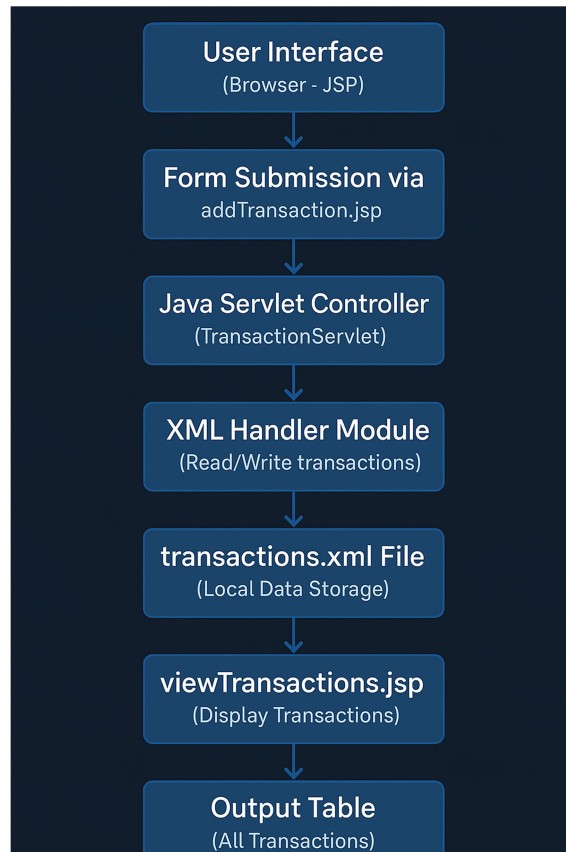 User Interface
(Browser - JSP)
Form Submission via
addTransaction.jsp
Java Servlet Controller
(TransactionServlet)
XML Handler Module
(Read/Write transactions)
transactions.xml File
(Local Data Storage)
viewTransactions.jsp
(Display Transactions)
Output Table
(All Transactions)